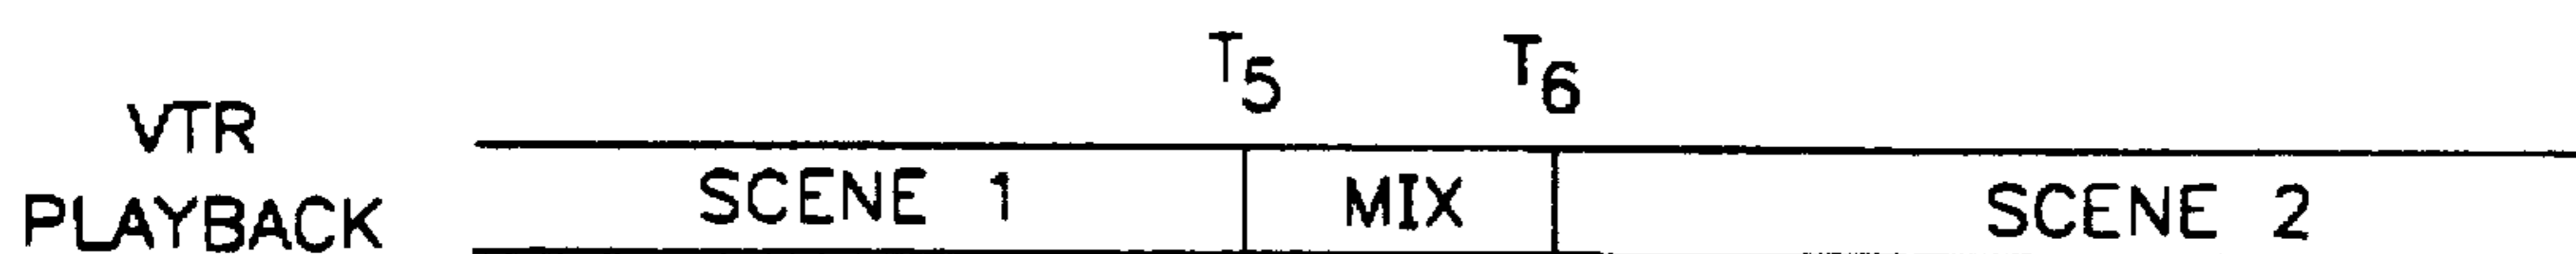 T5 T6
VTR
PLAYBACK
SCENE 1 MIX SCENE 2